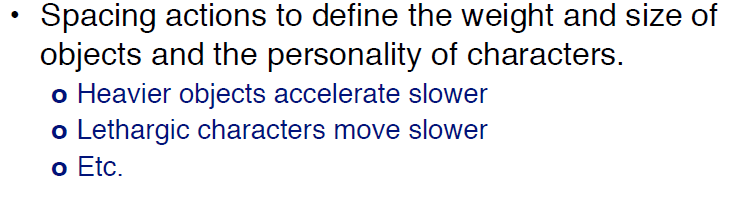 • Spacing actions to define the weight and size of
objects and the personality of characters.
o Heavier objects accelerate slower
o Lethargic characters move slower
o Etc.